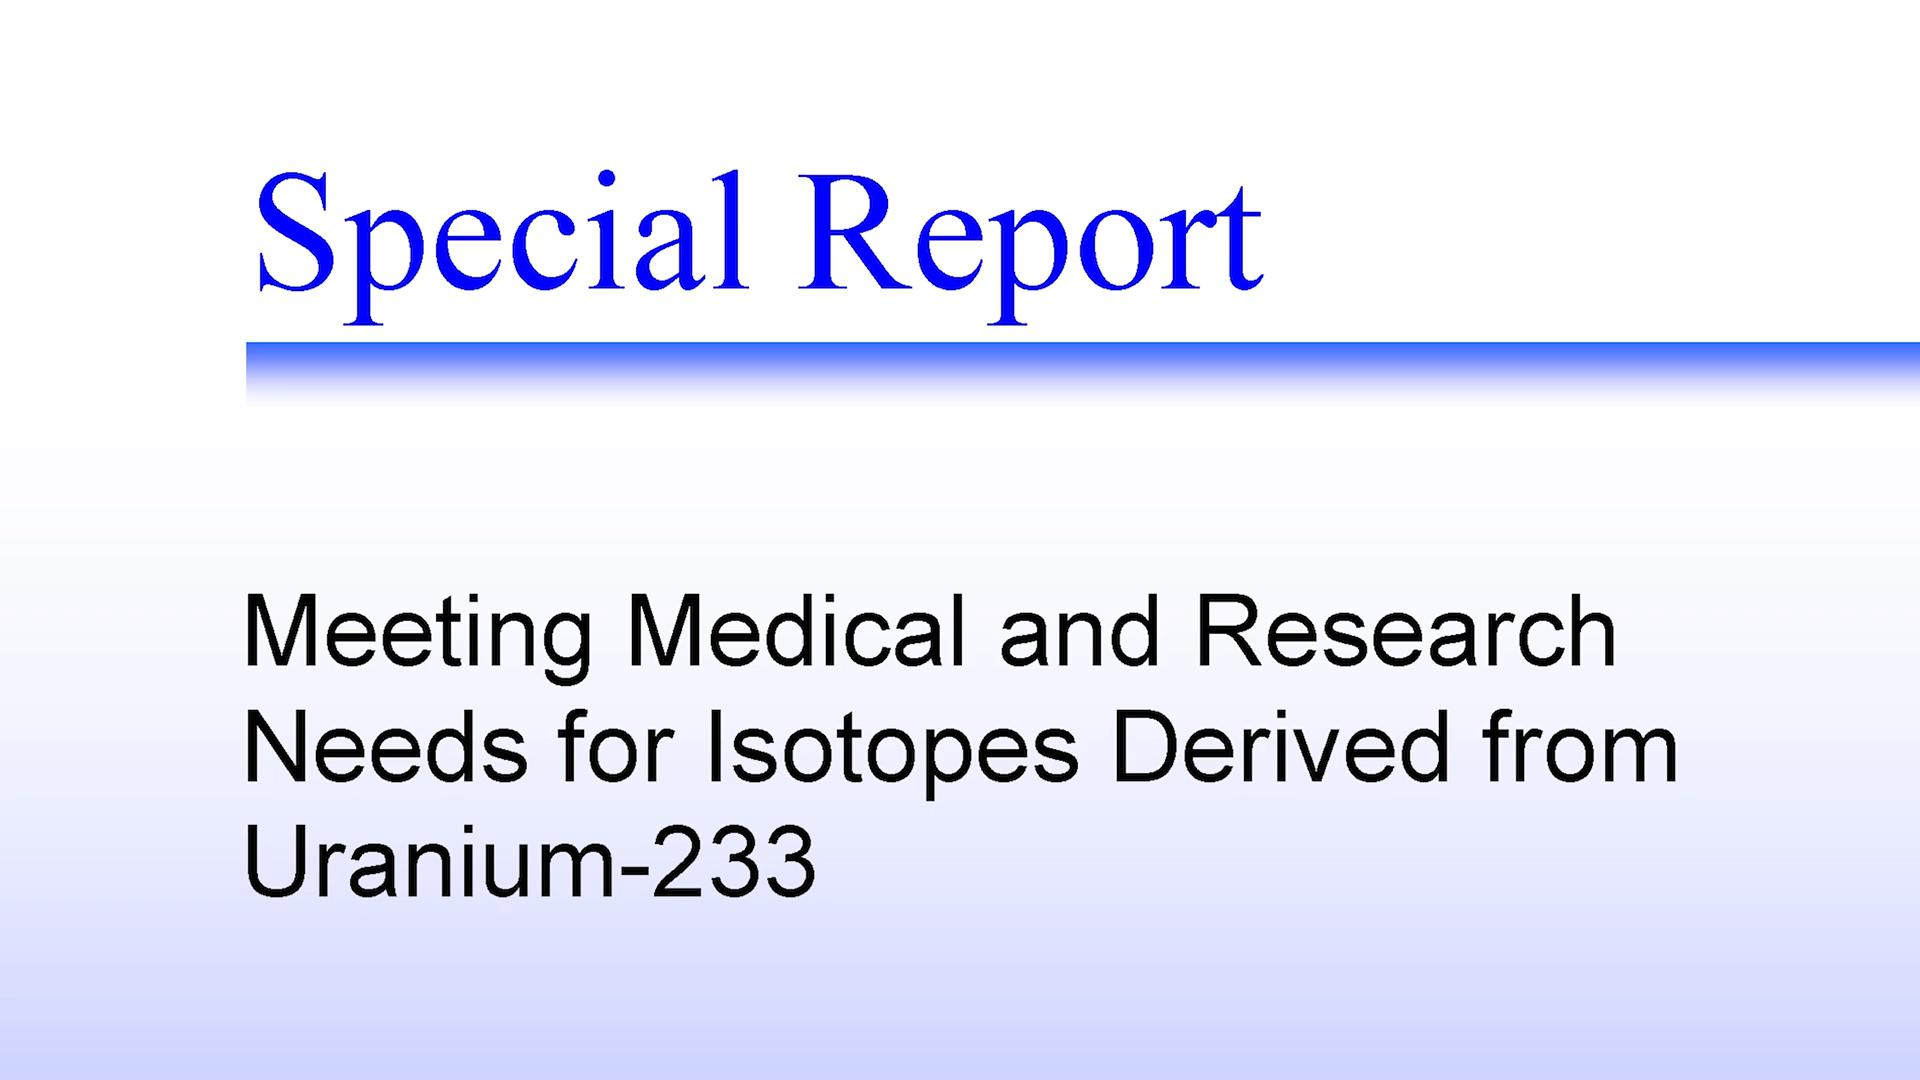 Special Report
Meeting Medical and Research
Needs for Isotopes Derived from
Uranium-233